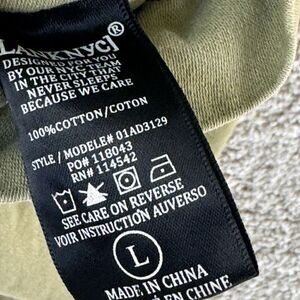 BLANKNYC]®
DESIGNED FOR YOU
BY OUR NYC TEAM
IN THE CITY THAT
NEVER SLEEPS
BECAUSE WE CARE
100%COTTON/COTON
STYLE / MODELE# 01AD3129
PO# 118043
RN# 114542
SEE CARE ON REVERSE
VOIR INSTRUCTION AUVERSO
L
MADE IN CHINA
EN CHINE